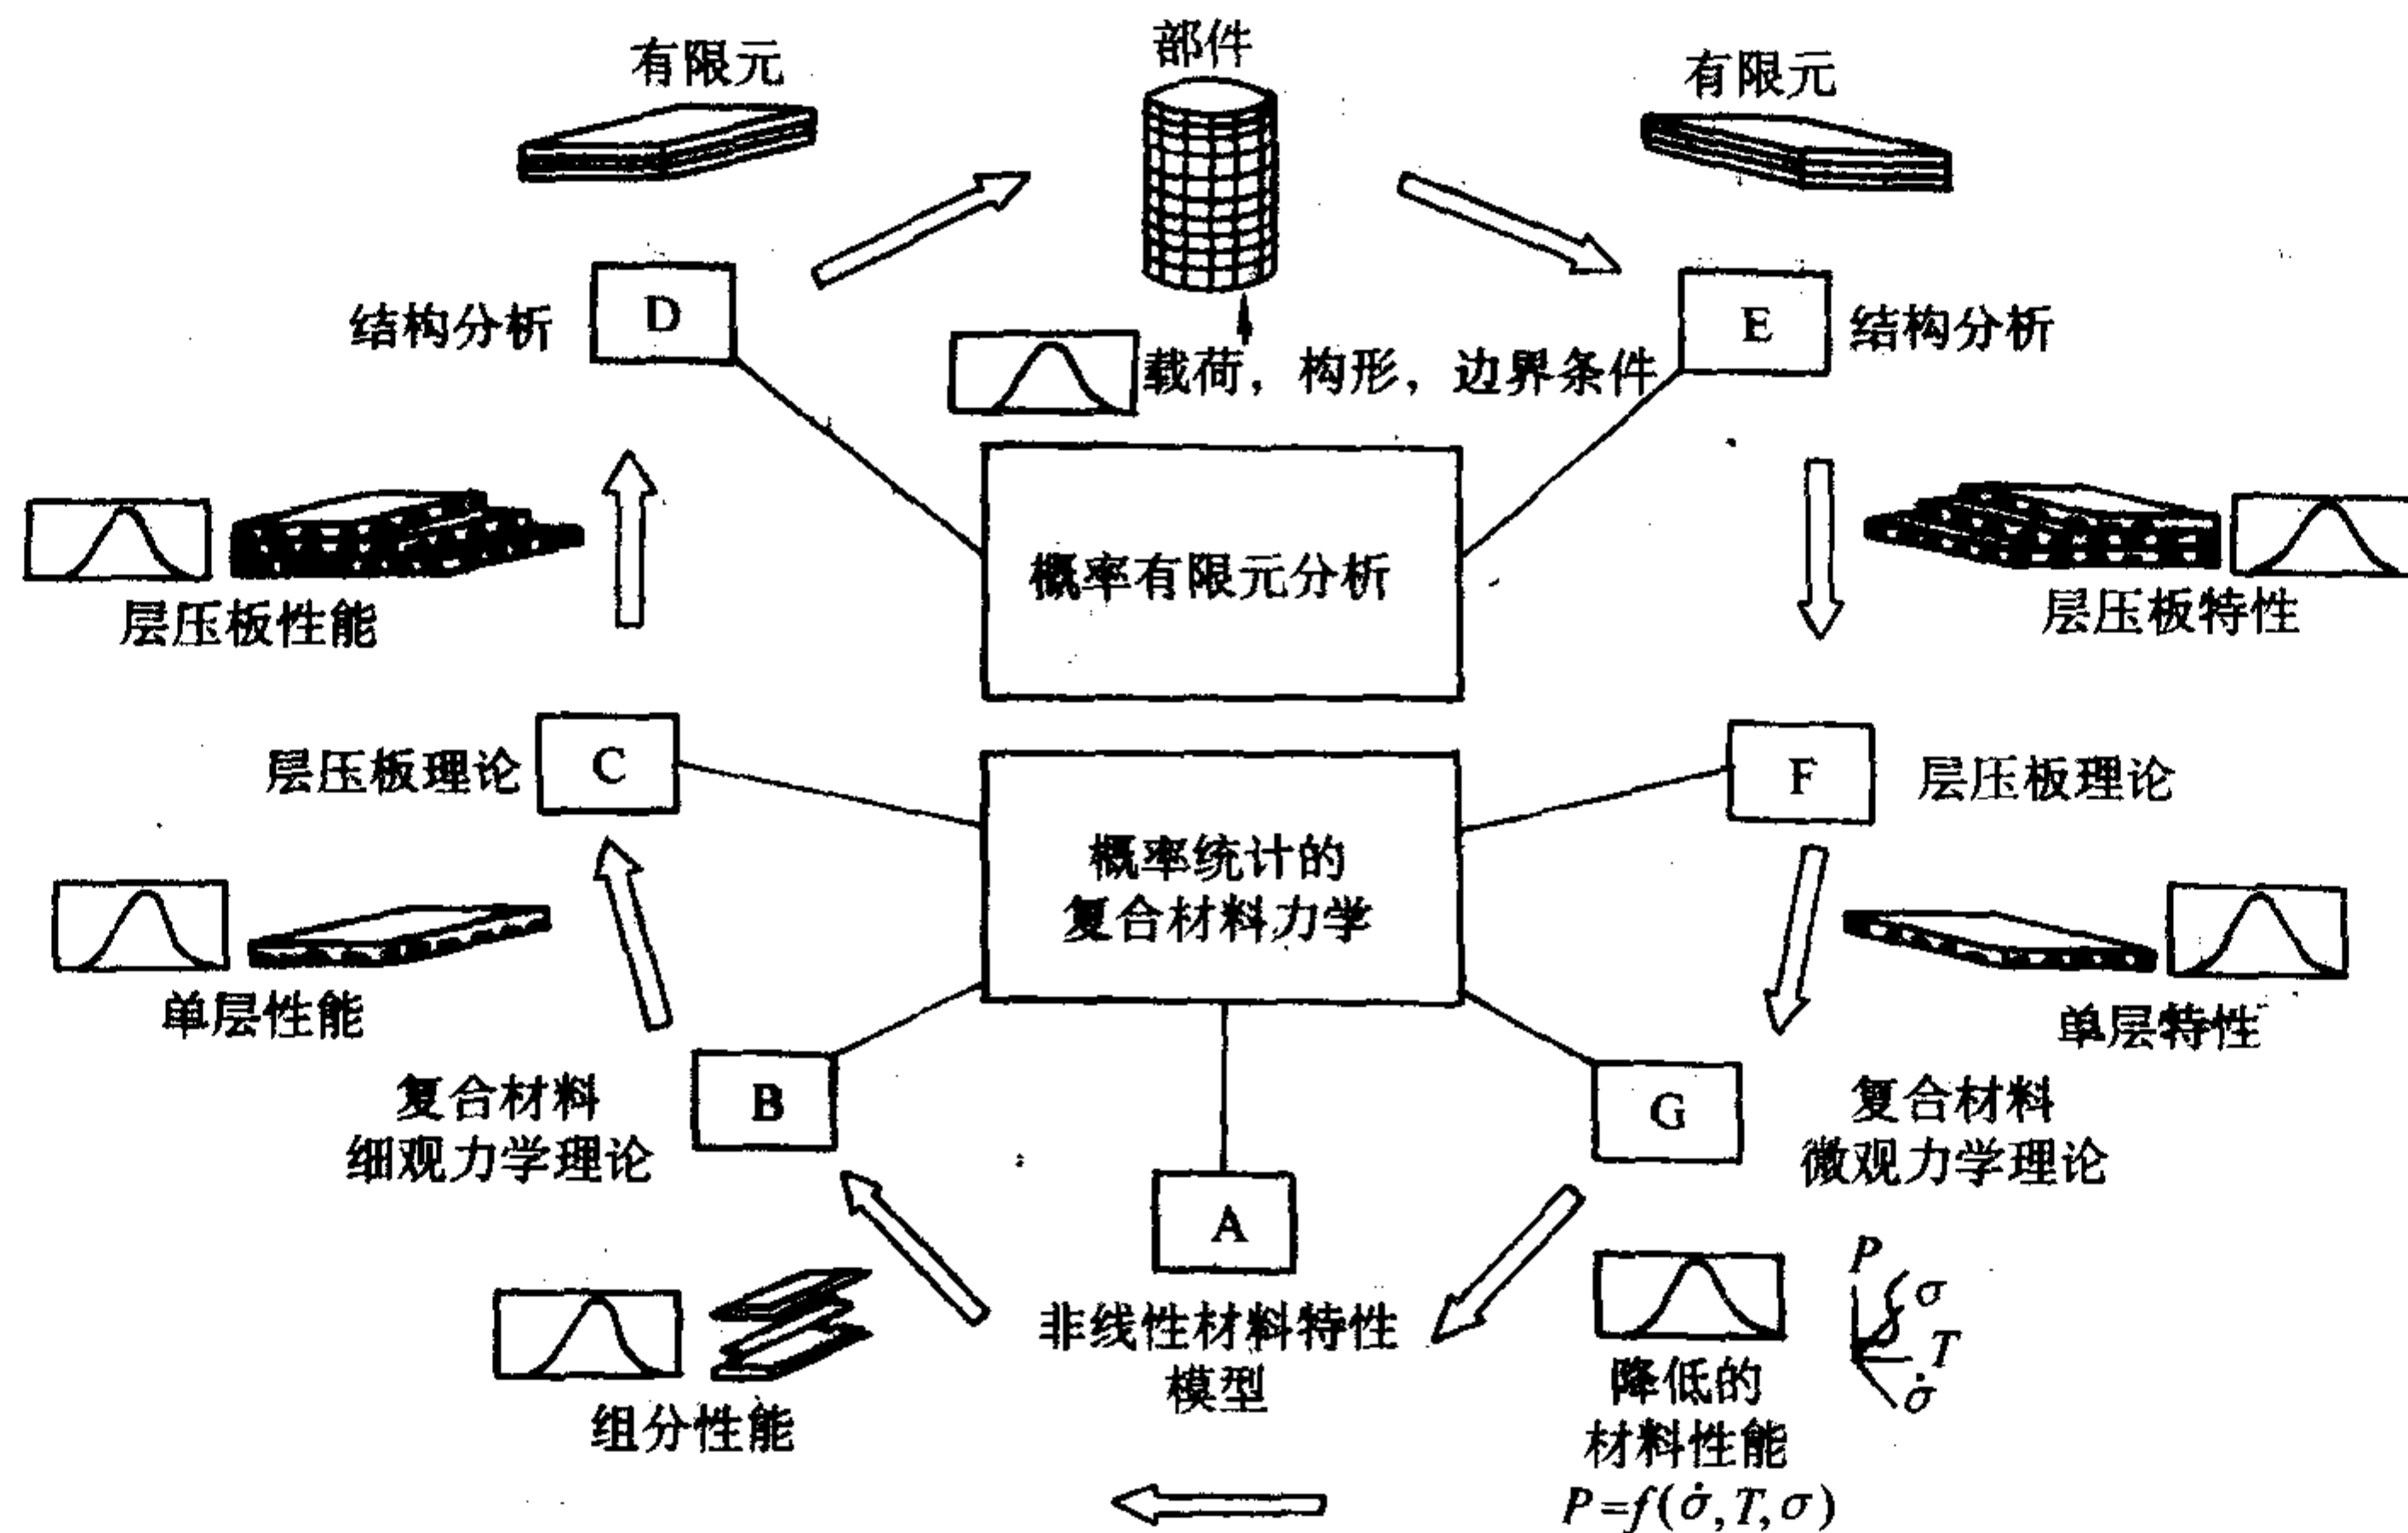 部件
有限元
有限元
D
结构分析
E
结构分析
载荷，构形，边界条件
概率有限元分析
层压板性能
层压板特性
C
层压板理论
F
层压板理论
概率统计的
复合材料力学
单层性能
单层特性
B
复合材料
细观力学理论
A
G
复合材料
微观力学理论
非线性材料特性
模型
组分性能
降低的
材料性能
P=f(σ̇,T,σ)
P
σ
T
σ̇